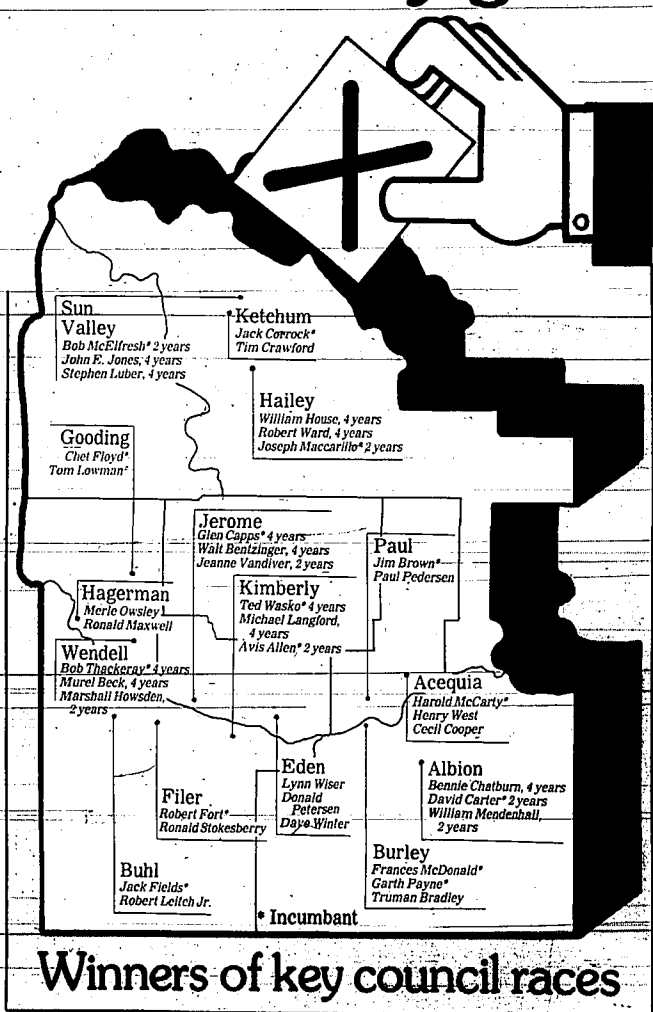 Sun
Valley
Bob McElfresh* 2 years
John E. Jones, 4 years
Stephen Luber, 4 years
Ketchum
Jack Corrock*
Tim Crawford
Hailey
William House, 4 years
Robert Ward, 4 years
Joseph Maccarillo* 2 years
Gooding
Chet Floyd*
Tom Lowman*
Jerome
Glen Capps* 4 years
Walt Bentzinger, 4 years
Jeanne Vandiver, 2 years
Paul
Jim Brown*
Paul Pedersen
Hagerman
Merle Owsley
Ronald Maxwell
Kimberly
Ted Wasko* 4 years
Michael Langford,
4 years
Avis Allen,* 2 years
Wendell
Bob Thackeray* 4 years
Murel Beck, 4 years
Marshall Howsden,
2 years
Acequia
Harold McCarty*
Henry West
Cecil Cooper
Eden
Lynn Wiser
Donald
Petersen
Dave Winter
Albion
Bennie Chatburn, 4 years
David Carter* 2 years
William Mendenhall,
2 years
Filer
Robert Fort*
Ronald Stokesberry
Burley
Frances McDonald*
Garth Payne*
Truman Bradley
Buhl
Jack Fields*
Robert Leitch Jr.
* Incumbant
Winners of key council races